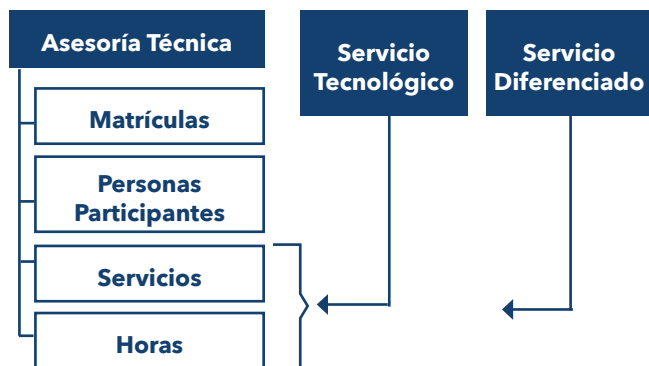 Asesoría Técnica
Servicio
Tecnológico
Servicio
Diferenciado
Matrículas
Personas
Participantes
Servicios
Horas